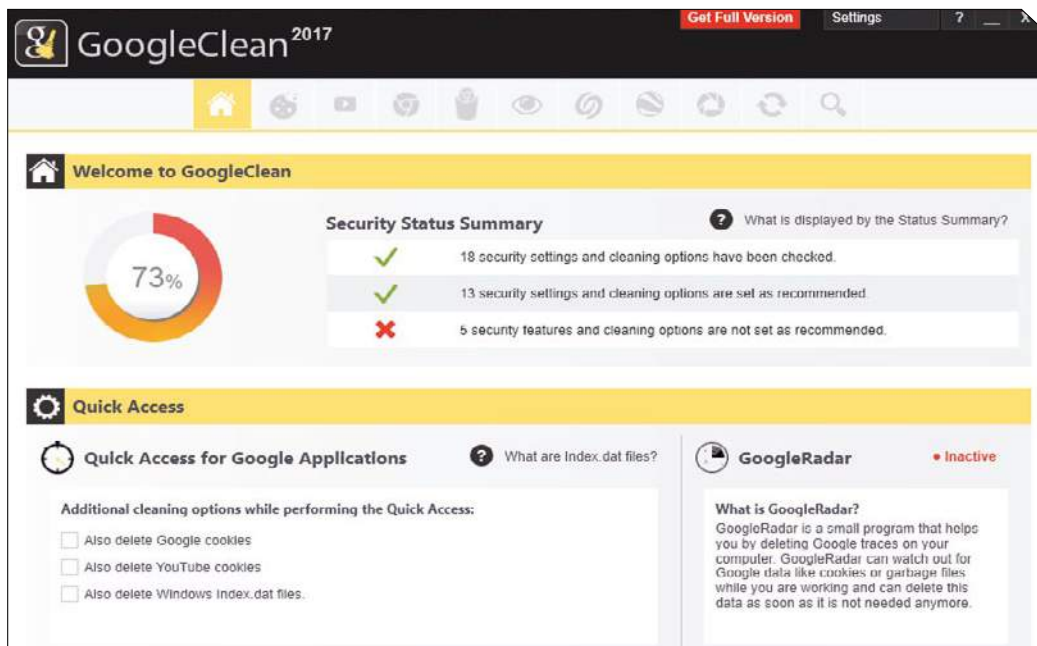 Get Full Version Settings ? __ X
GoogleClean 2017
Welcome to GoogleClean
73%
Security Status Summary
? What is displayed by the Status Summary?
18 security settings and cleaning options have been checked.
13 security settings and cleaning options are set as recommended
5 security features and cleaning options are not set as recommended.
Quick Access
Quick Access for Google Applications
? What are Index.dat files?
Additional cleaning options while performing the Quick Access:
Also delete Google cookies
Also delete YouTube cookies
Also delete Windows Index.dat files.
GoogleRadar
• Inactive
What is GoogleRadar?
GoogleRadar is a small program that helps
you by deleting Google traces on your
computer. GoogleRadar can watch out for
Google data like cookies or garbage files
while you are working and can delete this
data as soon as it is not needed anymore.